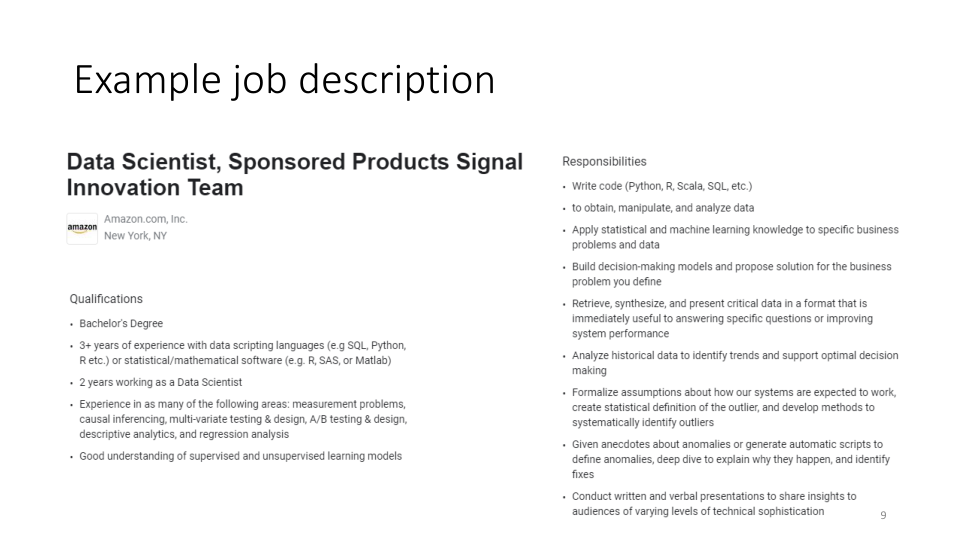 Example job description
Data Scientist, Sponsored Products Signal
Innovation Team
amazon
Amazon.com, Inc.
New York, NY
Qualifications
• Bachelor's Degree
• 3+ years of experience with data scripting languages (e.g SQL, Python,
R etc.) or statistical/mathematical software (e.g. R, SAS, or Matlab)
• 2 years working as a Data Scientist
• Experience in as many of the following areas: measurement problems,
causal inferencing, multi-variate testing & design, A/B testing & design,
descriptive analytics, and regression analysis
• Good understanding of supervised and unsupervised learning models
Responsibilities
• Write code (Python, R, Scala, SQL, etc.)
• to obtain, manipulate, and analyze data
• Apply statistical and machine learning knowledge to specific business
problems and data
• Build decision-making models and propose solution for the business
problem you define
• Retrieve, synthesize, and present critical data in a format that is
immediately useful to answering specific questions or improving
system performance
• Analyze historical data to identify trends and support optimal decision
making
• Formalize assumptions about how our systems are expected to work,
create statistical definition of the outlier, and develop methods to
systematically identify outliers
• Given anecdotes about anomalies or generate automatic scripts to
define anomalies, deep dive to explain why they happen, and identify
fixes
• Conduct written and verbal presentations to share insights to
audiences of varying levels of technical sophistication
9